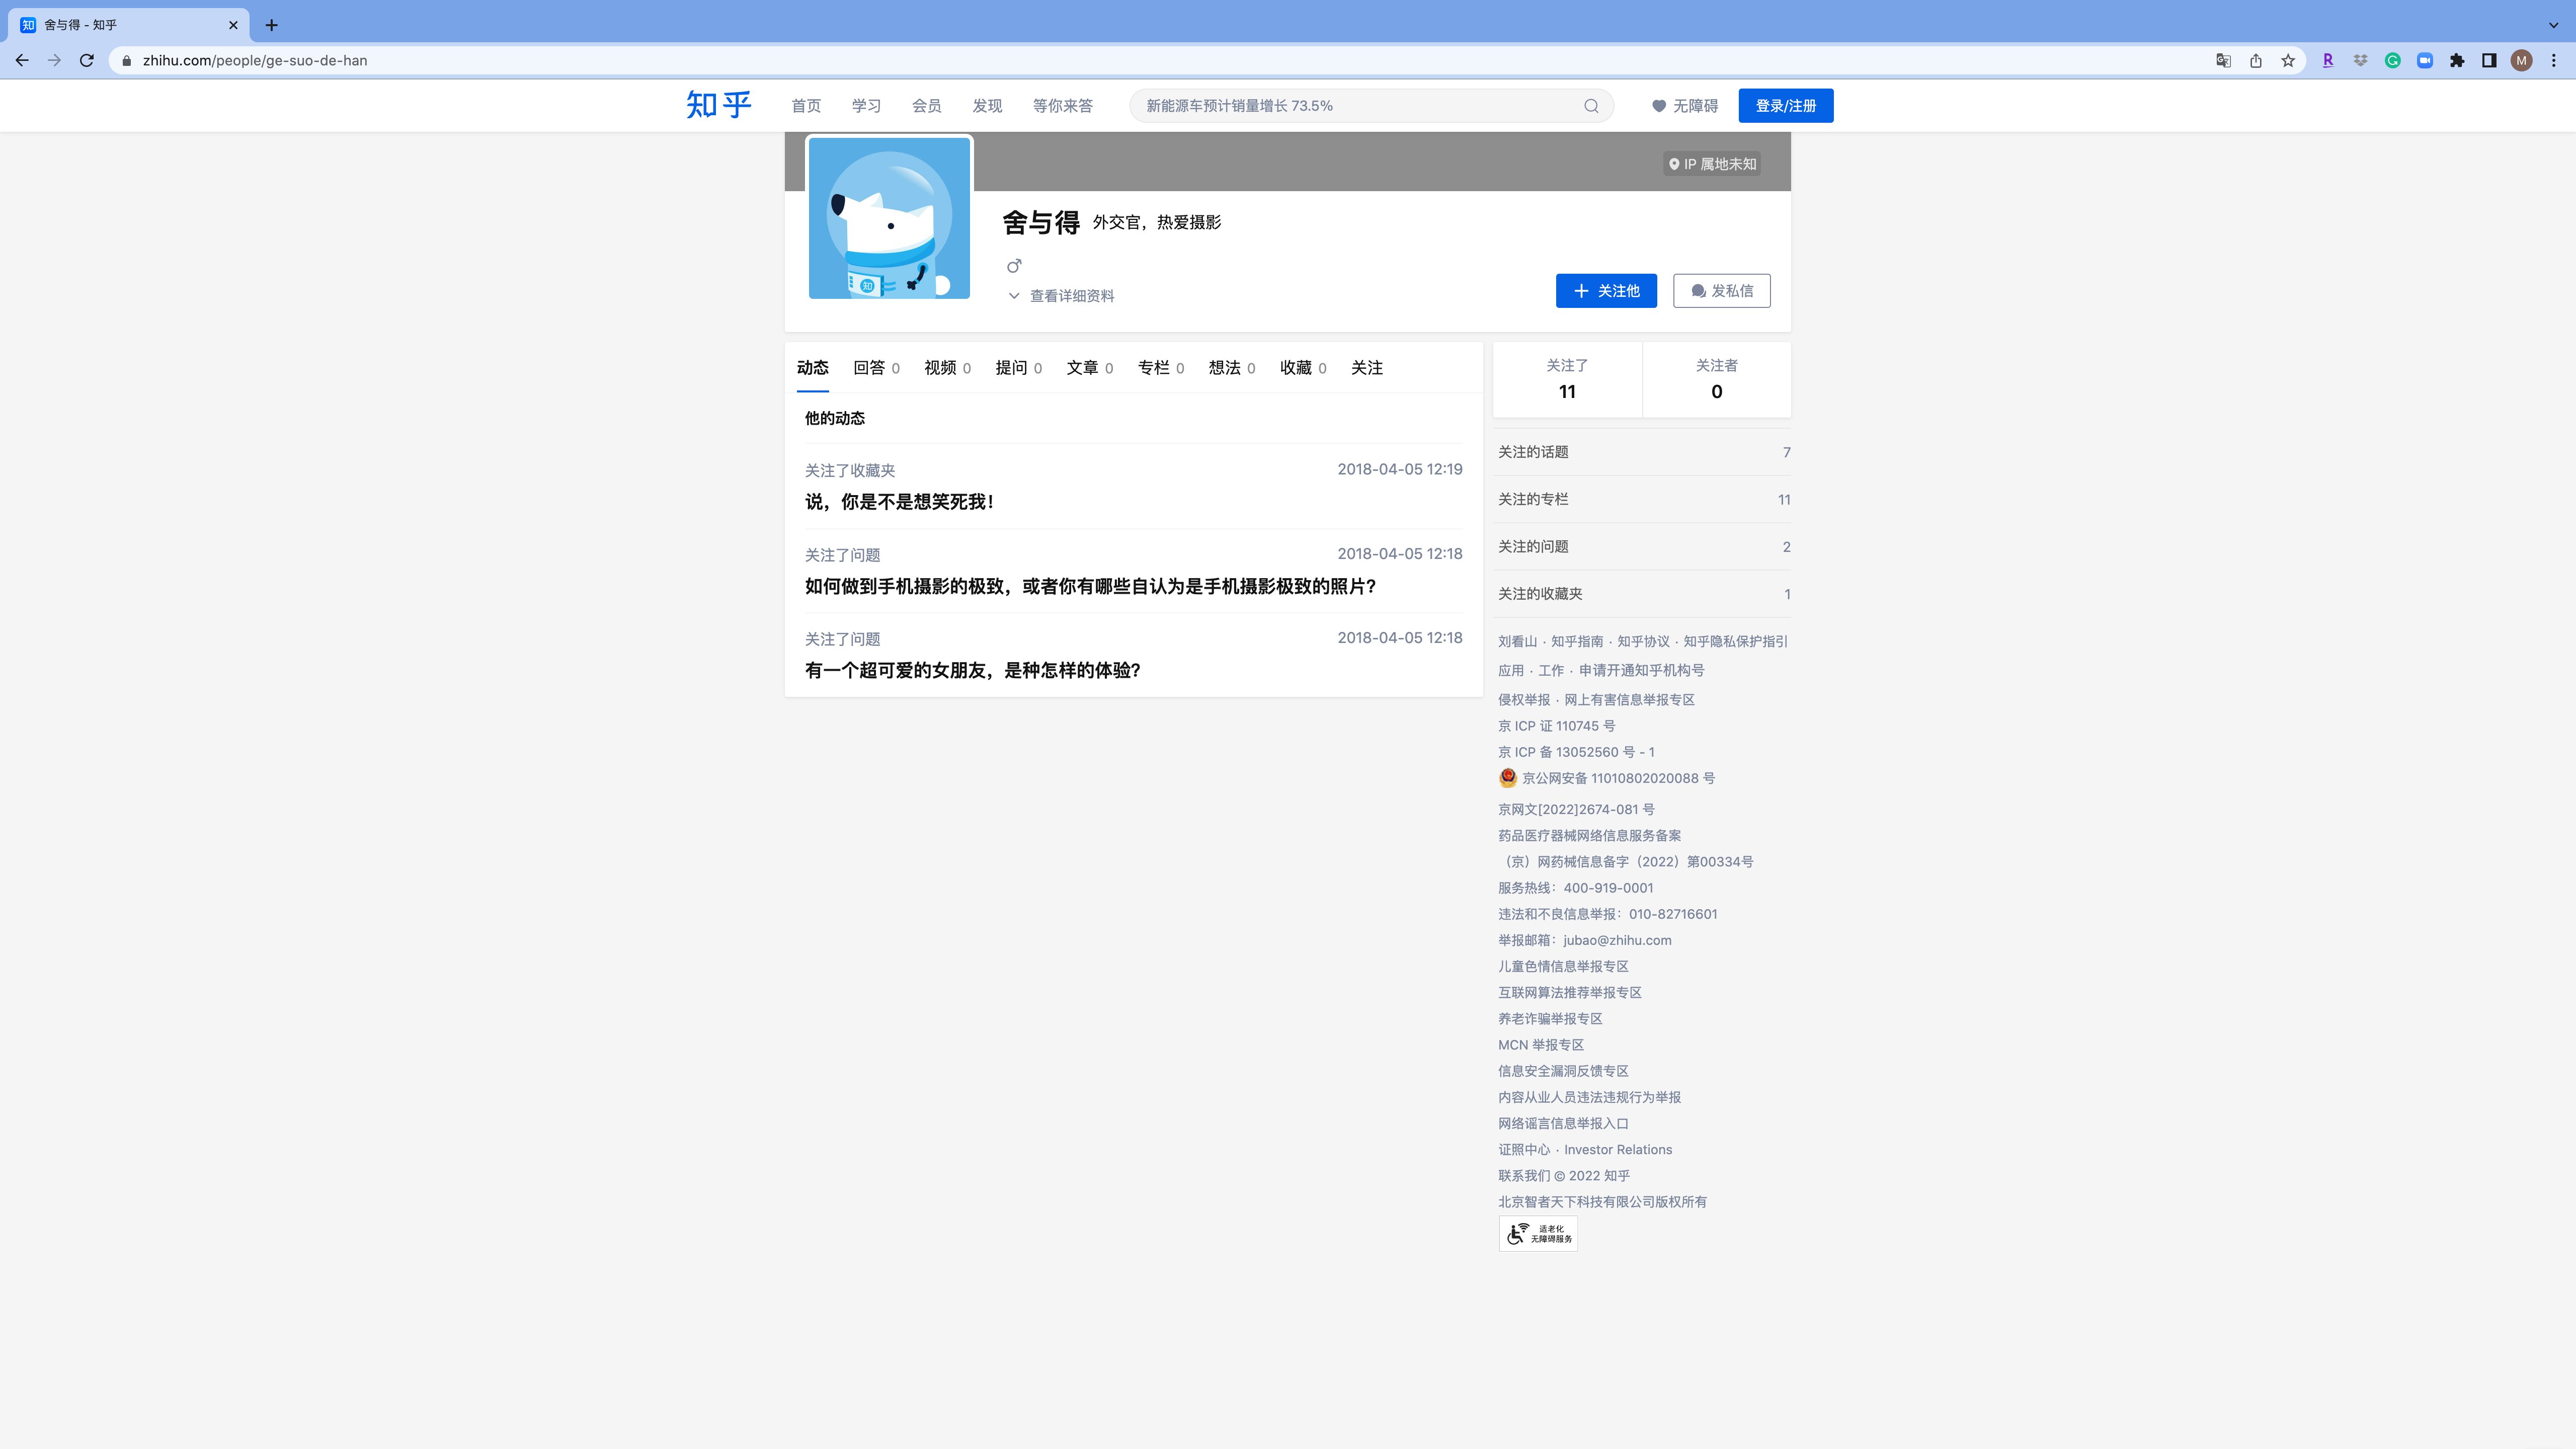 舍与得 - 知乎
zhihu.com/people/ge-suo-de-han
M
知乎
首页
学习
会员
发现
等你来答
新能源车预计销量增长 73.5%
无障碍
登录/注册
IP 属地未知
知
舍与得 外交官，热爱摄影
查看详细资料
关注他
发私信
动态
回答 0
视频 0
提问 0
文章 0
专栏 0
想法 0
收藏 0
关注
他的动态
关注了收藏夹
2018-04-05 12:19
说，你是不是想笑死我！
关注了问题
2018-04-05 12:18
如何做到手机摄影的极致，或者你有哪些自认为是手机摄影极致的照片？
关注了问题
2018-04-05 12:18
有一个超可爱的女朋友，是种怎样的体验？
关注了
11
关注者
0
关注的话题 7
关注的专栏 11
关注的问题 2
关注的收藏夹 1
刘看山 · 知乎指南 · 知乎协议 · 知乎隐私保护指引
应用 · 工作 · 申请开通知乎机构号
侵权举报 · 网上有害信息举报专区
京 ICP 证 110745 号
京 ICP 备 13052560 号 - 1
京公网安备 11010802020088 号
京网文[2022]2674-081 号
药品医疗器械网络信息服务备案
（京）网药械信息备字（2022）第00334号
服务热线：400-919-0001
违法和不良信息举报：010-82716601
举报邮箱：jubao@zhihu.com
儿童色情信息举报专区
互联网算法推荐举报专区
养老诈骗举报专区
MCN 举报专区
信息安全漏洞反馈专区
内容从业人员违法违规行为举报
网络谣言信息举报入口
证照中心 · Investor Relations
联系我们 © 2022 知乎
北京智者天下科技有限公司版权所有
适老化
无障碍服务